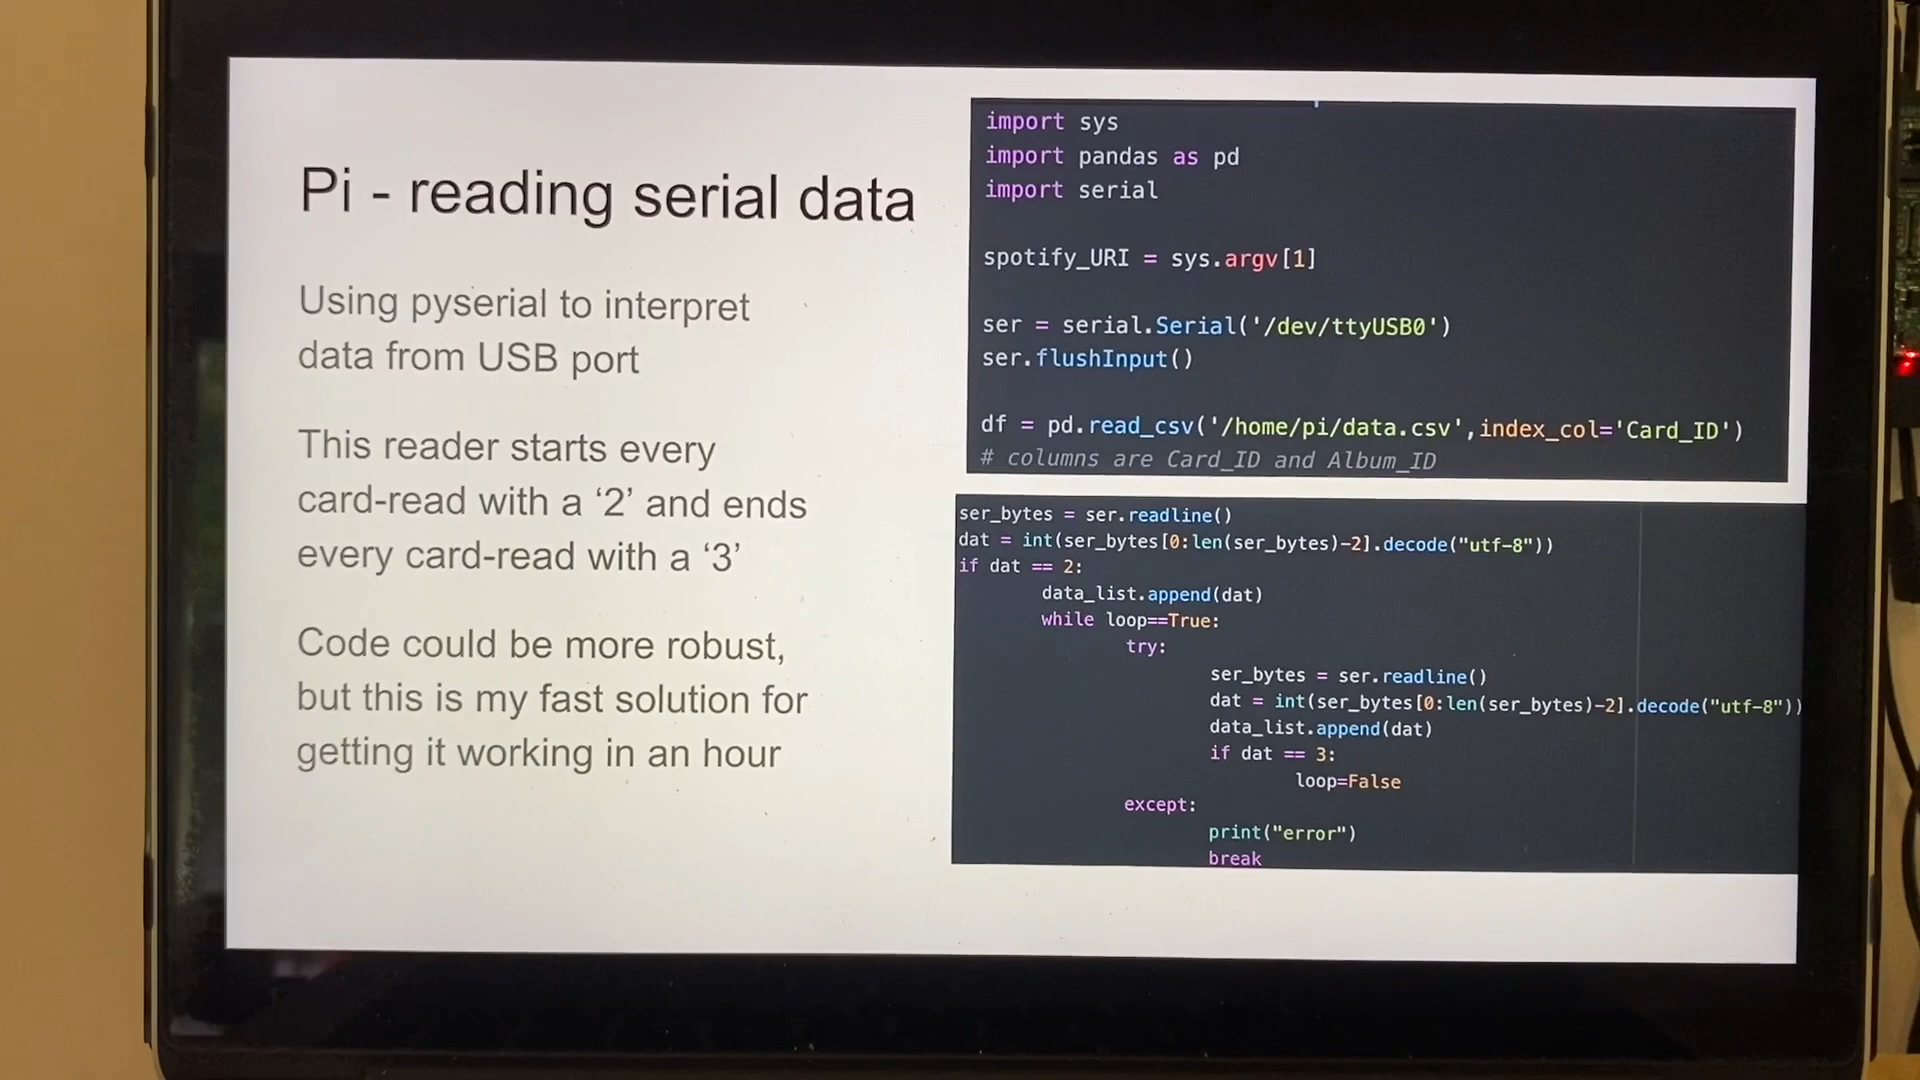 Pi - reading serial data
Using pyserial to interpret
data from USB port
This reader starts every
card-read with a ‘2’ and ends
every card-read with a ‘3’
Code could be more robust,
but this is my fast solution for
getting it working in an hour
import sys
import pandas as pd
import serial
spotify_URI = sys.argv[1]
ser = serial.Serial('/dev/ttyUSB0')
ser.flushInput()
df = pd.read_csv('/home/pi/data.csv',index_col='Card_ID')
# columns are Card_ID and Album_ID
ser_bytes = ser.readline()
dat = int(ser_bytes[0:len(ser_bytes)-2].decode("utf-8"))
if dat == 2:
data_list.append(dat)
while loop==True:
try:
ser_bytes = ser.readline()
dat = int(ser_bytes[0:len(ser_bytes)-2].decode("utf-8"))
data_list.append(dat)
if dat == 3:
loop=False
except:
print("error")
break